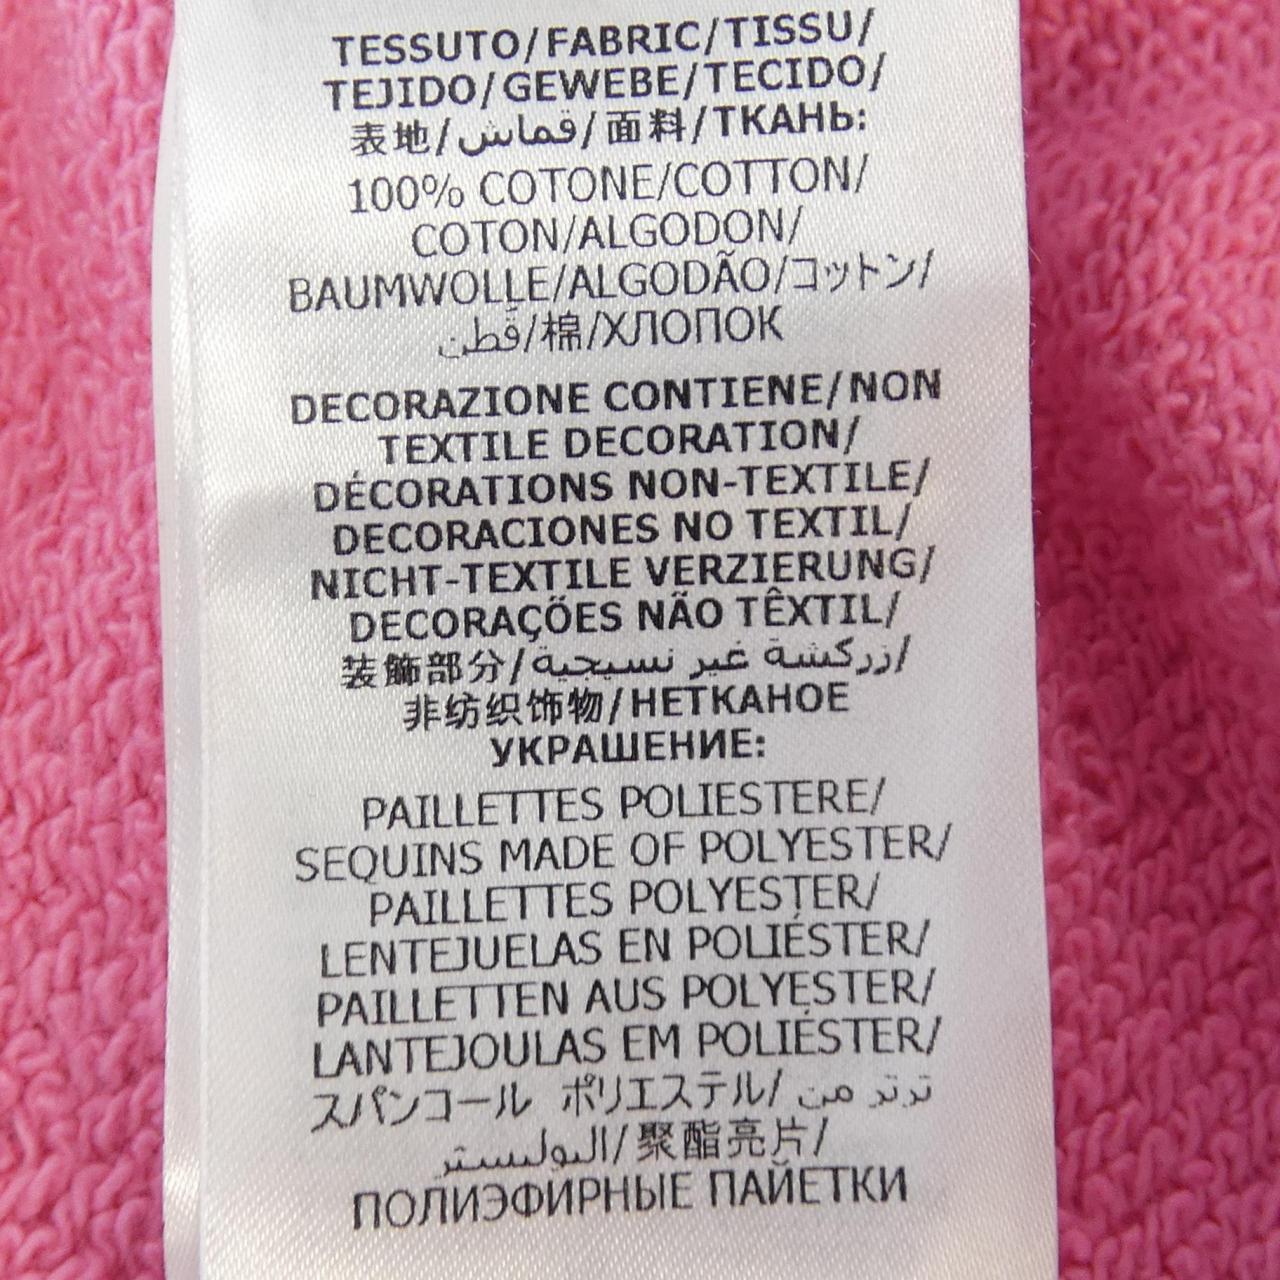 TESSUTO/FABRIC/TISSU/
TEJIDO/GEWEBE/TECIDO/
表地/قماش/面料/ТКАНЬ:
100% COTONE/COTTON/
COTON/ALGODON/
BAUMWOLLE/ALGODÃO/コットン/
قطن/棉/ХЛОПОК
DECORAZIONE CONTIENE/NON
TEXTILE DECORATION/
DÉCORATIONS NON-TEXTILE/
DECORACIONES NO TEXTIL/
NICHT-TEXTILE VERZIERUNG/
DECORAÇÕES NÃO TÊXTIL/
装飾部分/زركشة غير نسيجية/
非纺织饰物/НЕТКАНОЕ
УКРАШЕНИЕ:
PAILLETTES POLIESTERE/
SEQUINS MADE OF POLYESTER/
PAILLETTES POLYESTER/
LENTEJUELAS EN POLIÉSTER/
PAILLETTEN AUS POLYESTER/
LANTEJOULAS EM POLIÉSTER/
スパンコール ポリエステル/ترتر من
البوليستر/聚酯亮片/
ПОЛИЭФИРНЫЕ ПАЙЕТКИ